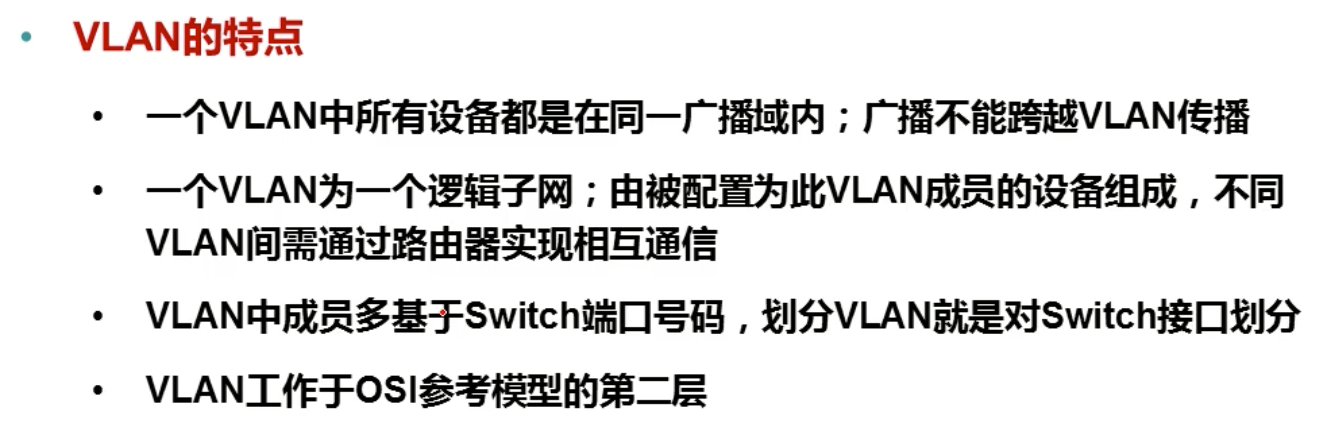 • VLAN的特点
• 一个VLAN中所有设备都是在同一广播域内；广播不能跨越VLAN传播
• 一个VLAN为一个逻辑子网；由被配置为此VLAN成员的设备组成，不同
VLAN间需通过路由器实现相互通信
• VLAN中成员多基于Switch端口号码，划分VLAN就是对Switch接口划分
• VLAN工作于OSI参考模型的第二层